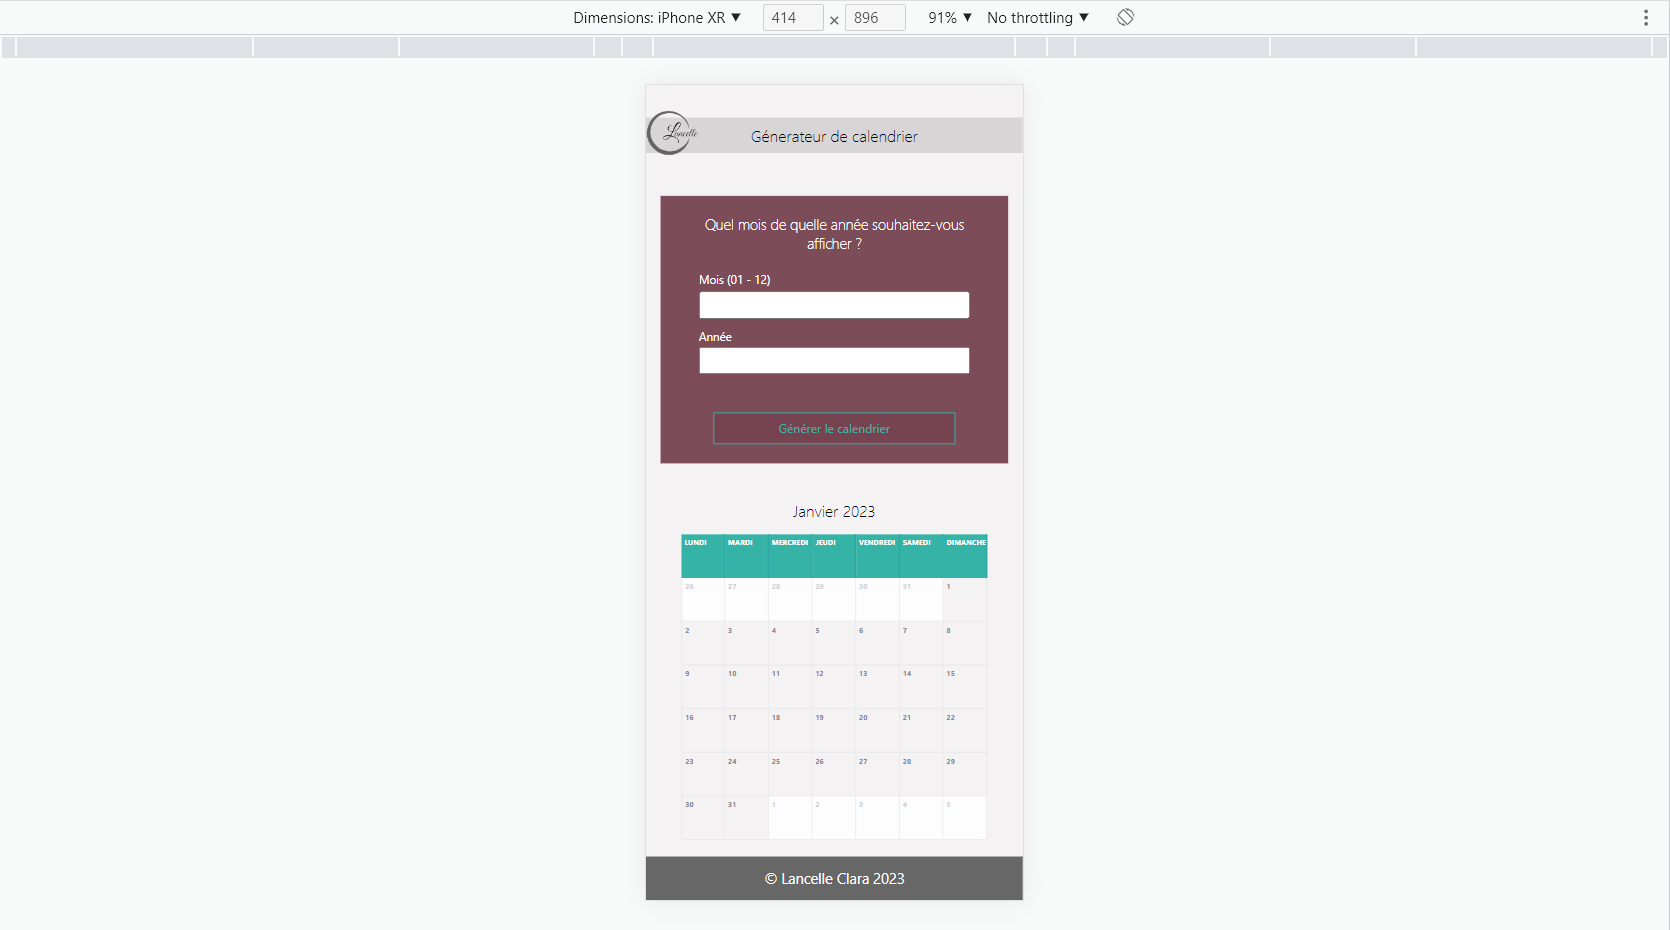 Dimensions: iPhone XR ▼ 414 × 896 91% ▼ No throttling ▼
Lancelle
Génerateur de calendrier
Quel mois de quelle année souhaitez-vous
afficher ?
Mois (01 - 12)
Année
Générer le calendrier
Janvier 2023
LUNDI MARDI MERCREDI JEUDI VENDREDI SAMEDI DIMANCHE
26 27 28 29 30 31 1
2 3 4 5 6 7 8
9 10 11 12 13 14 15
16 17 18 19 20 21 22
23 24 25 26 27 28 29
30 31 1 2 3 4 5
© Lancelle Clara 2023